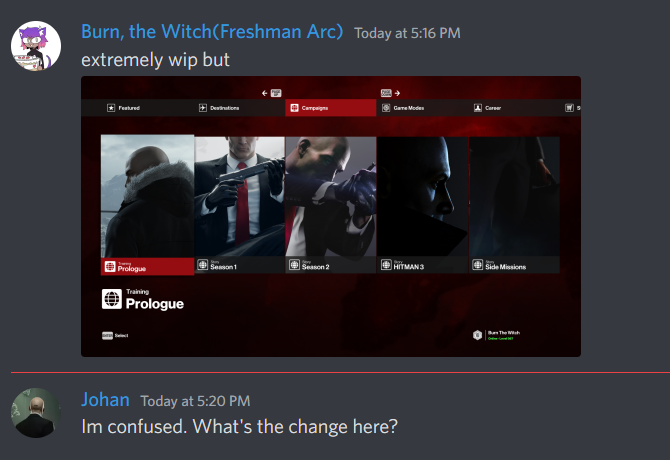 Burn, the Witch(Freshman Arc) Today at 5:16 PM
extremely wip but
Featured Destinations Campaigns Game Modes Career
Training Story Story Story
Prologue Season 1 Season 2 HITMAN 3 Side Missions
Training
Prologue
Select
Burn The Witch
Johan Today at 5:20 PM
Im confused. What's the change here?